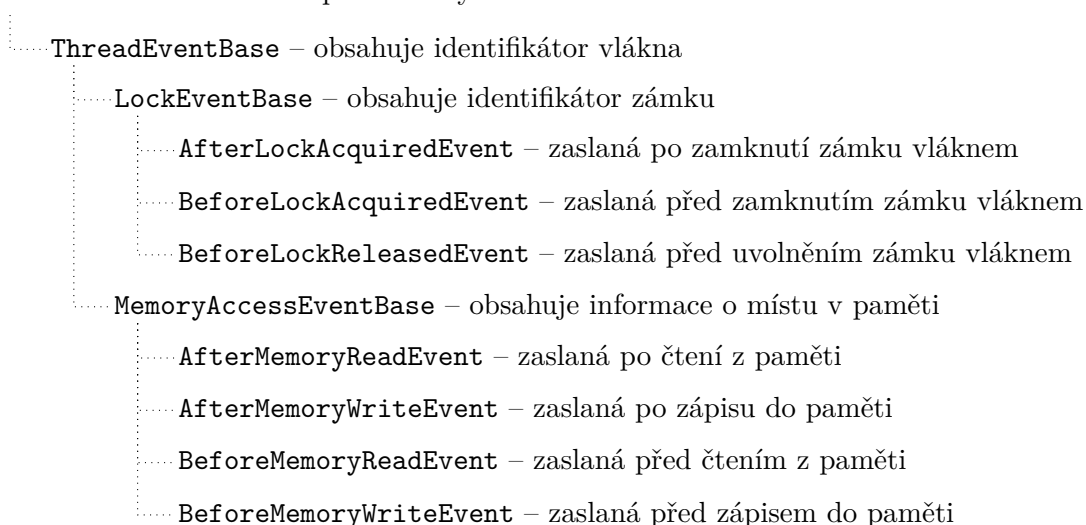 ThreadEventBase – obsahuje identifikátor vlákna
LockEventBase – obsahuje identifikátor zámku
AfterLockAcquiredEvent – zaslaná po zamknutí zámku vláknem
BeforeLockAcquiredEvent – zaslaná před zamknutím zámku vláknem
BeforeLockReleasedEvent – zaslaná před uvolněním zámku vláknem
MemoryAccessEventBase – obsahuje informace o místu v paměti
AfterMemoryReadEvent – zaslaná po čtení z paměti
AfterMemoryWriteEvent – zaslaná po zápisu do paměti
BeforeMemoryReadEvent – zaslaná před čtením z paměti
BeforeMemoryWriteEvent – zaslaná před zápisem do paměti